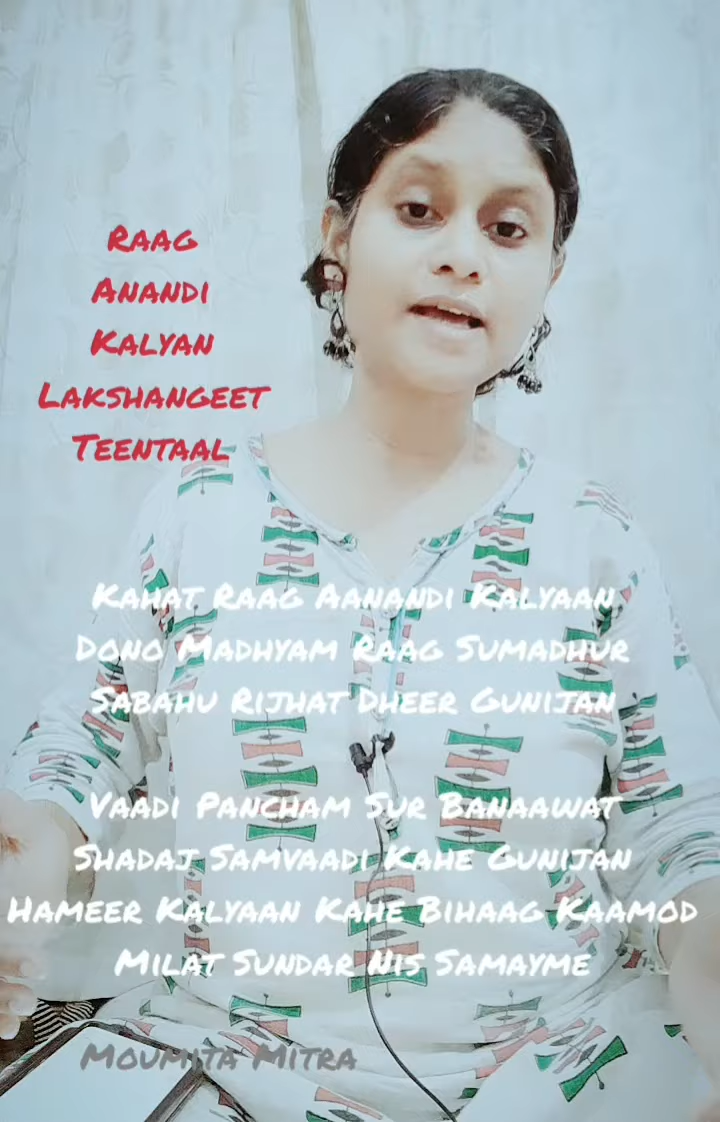 Raag
Anandi
Kalyan
Lakshangeet
Teentaal
Kahat Raag Aanandi Kalyaan
Dono Madhyam Raag Sumadhur
Sabahu Rijhat Dheer Gunijan
Vaadi Pancham Sur Banaawat
Shadaj Samvaadi Kahe Gunijan
Hameer Kalyaan Kahe Bihaag Kaamod
Milat Sundar Nis Samayme
Moumita Mitra